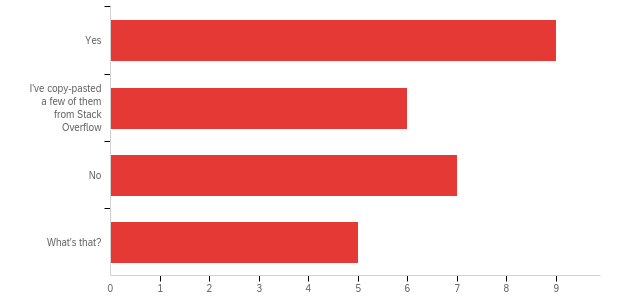 Yes
I've copy-pasted
a few of them
from Stack
Overflow
No
What's that?
0 1 2 3 4 5 6 7 8 9